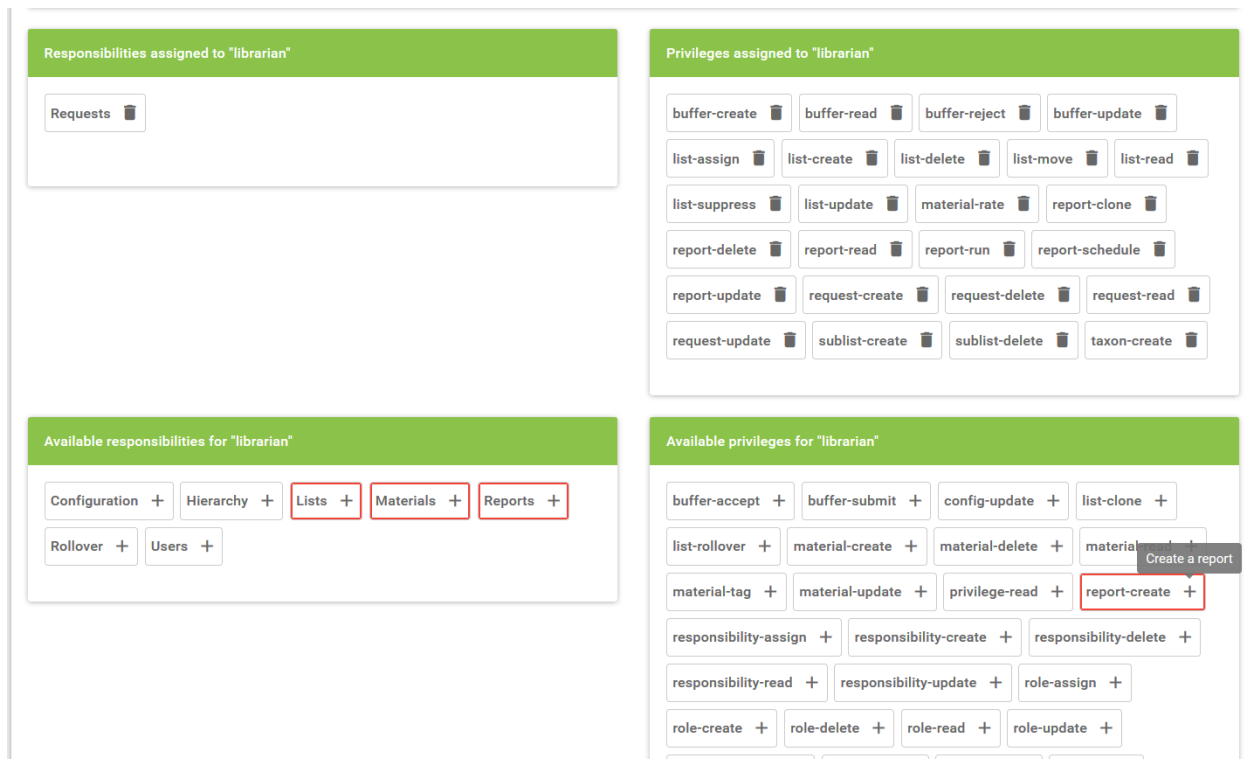 Responsibilities assigned to "librarian"
Requests
Privileges assigned to "librarian"
buffer-create buffer-read buffer-reject buffer-update
list-assign list-create list-delete list-move list-read
list-suppress list-update material-rate report-clone
report-delete report-read report-run report-schedule
report-update request-create request-delete request-read
request-update sublist-create sublist-delete taxon-create
Available responsibilities for "librarian"
Configuration + Hierarchy + Lists + Materials + Reports +
Rollover + Users +
Available privileges for "librarian"
buffer-accept + buffer-submit + config-update + list-clone +
list-rollover + material-create + material-delete + material-read +
Create a report
material-tag + material-update + privilege-read + report-create +
responsibility-assign + responsibility-create + responsibility-delete +
responsibility-read + responsibility-update + role-assign +
role-create + role-delete + role-read + role-update +